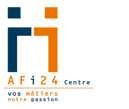 AFi24 Centre
vos métiers
notre passion